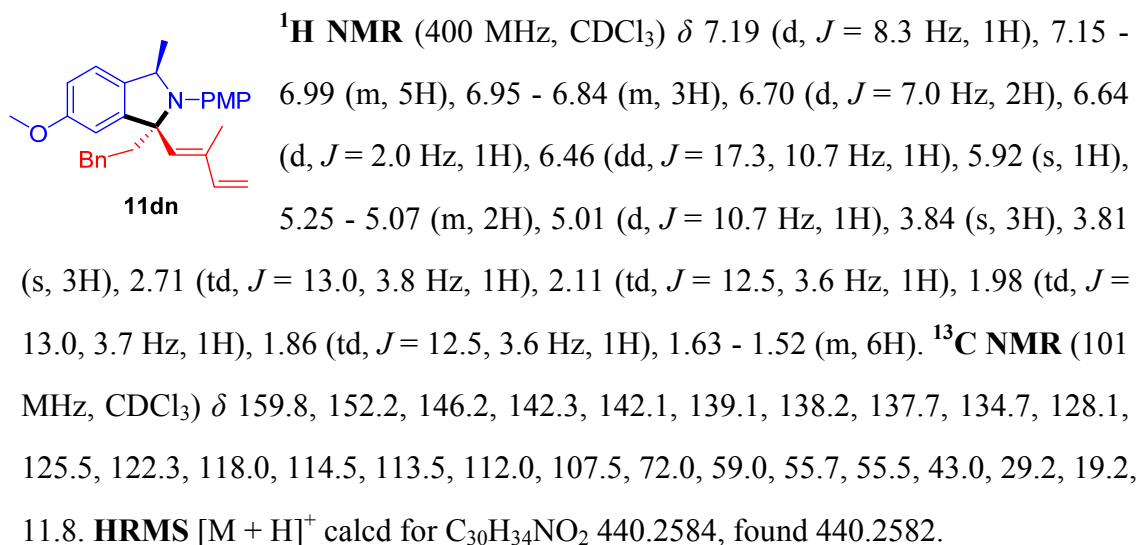 ¹H NMR (400 MHz, CDCl₃) δ 7.19 (d, J = 8.3 Hz, 1H), 7.15 -
6.99 (m, 5H), 6.95 - 6.84 (m, 3H), 6.70 (d, J = 7.0 Hz, 2H), 6.64
(d, J = 2.0 Hz, 1H), 6.46 (dd, J = 17.3, 10.7 Hz, 1H), 5.92 (s, 1H),
5.25 - 5.07 (m, 2H), 5.01 (d, J = 10.7 Hz, 1H), 3.84 (s, 3H), 3.81
N-PMP
O
Bn
11dn
(s, 3H), 2.71 (td, J = 13.0, 3.8 Hz, 1H), 2.11 (td, J = 12.5, 3.6 Hz, 1H), 1.98 (td, J =
13.0, 3.7 Hz, 1H), 1.86 (td, J = 12.5, 3.6 Hz, 1H), 1.63 - 1.52 (m, 6H). ¹³C NMR (101
MHz, CDCl₃) δ 159.8, 152.2, 146.2, 142.3, 142.1, 139.1, 138.2, 137.7, 134.7, 128.1,
125.5, 122.3, 118.0, 114.5, 113.5, 112.0, 107.5, 72.0, 59.0, 55.7, 55.5, 43.0, 29.2, 19.2,
11.8. HRMS [M + H]⁺ calcd for C₃₀H₃₄NO₂ 440.2584, found 440.2582.